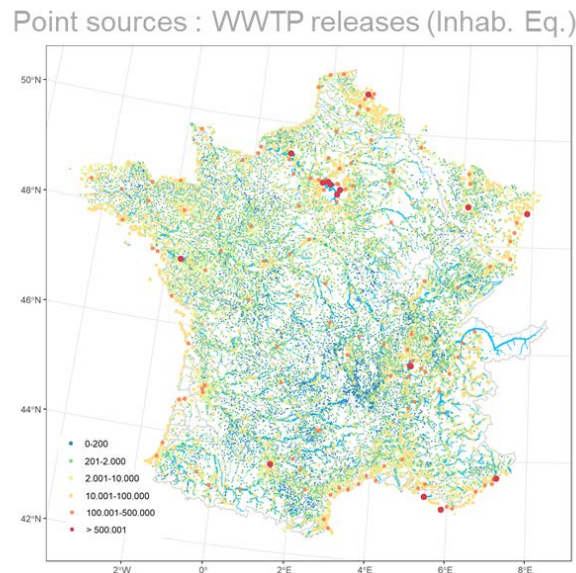 Point sources : WWTP releases (Inhab. Eq.)
50°N
48°N
46°N
44°N
42°N
0-200
201-2.000
2.001-10.000
10.001-100.000
100.001-500.000
> 500.001
2°W
0°
2°E
4°E
6°E
8°E